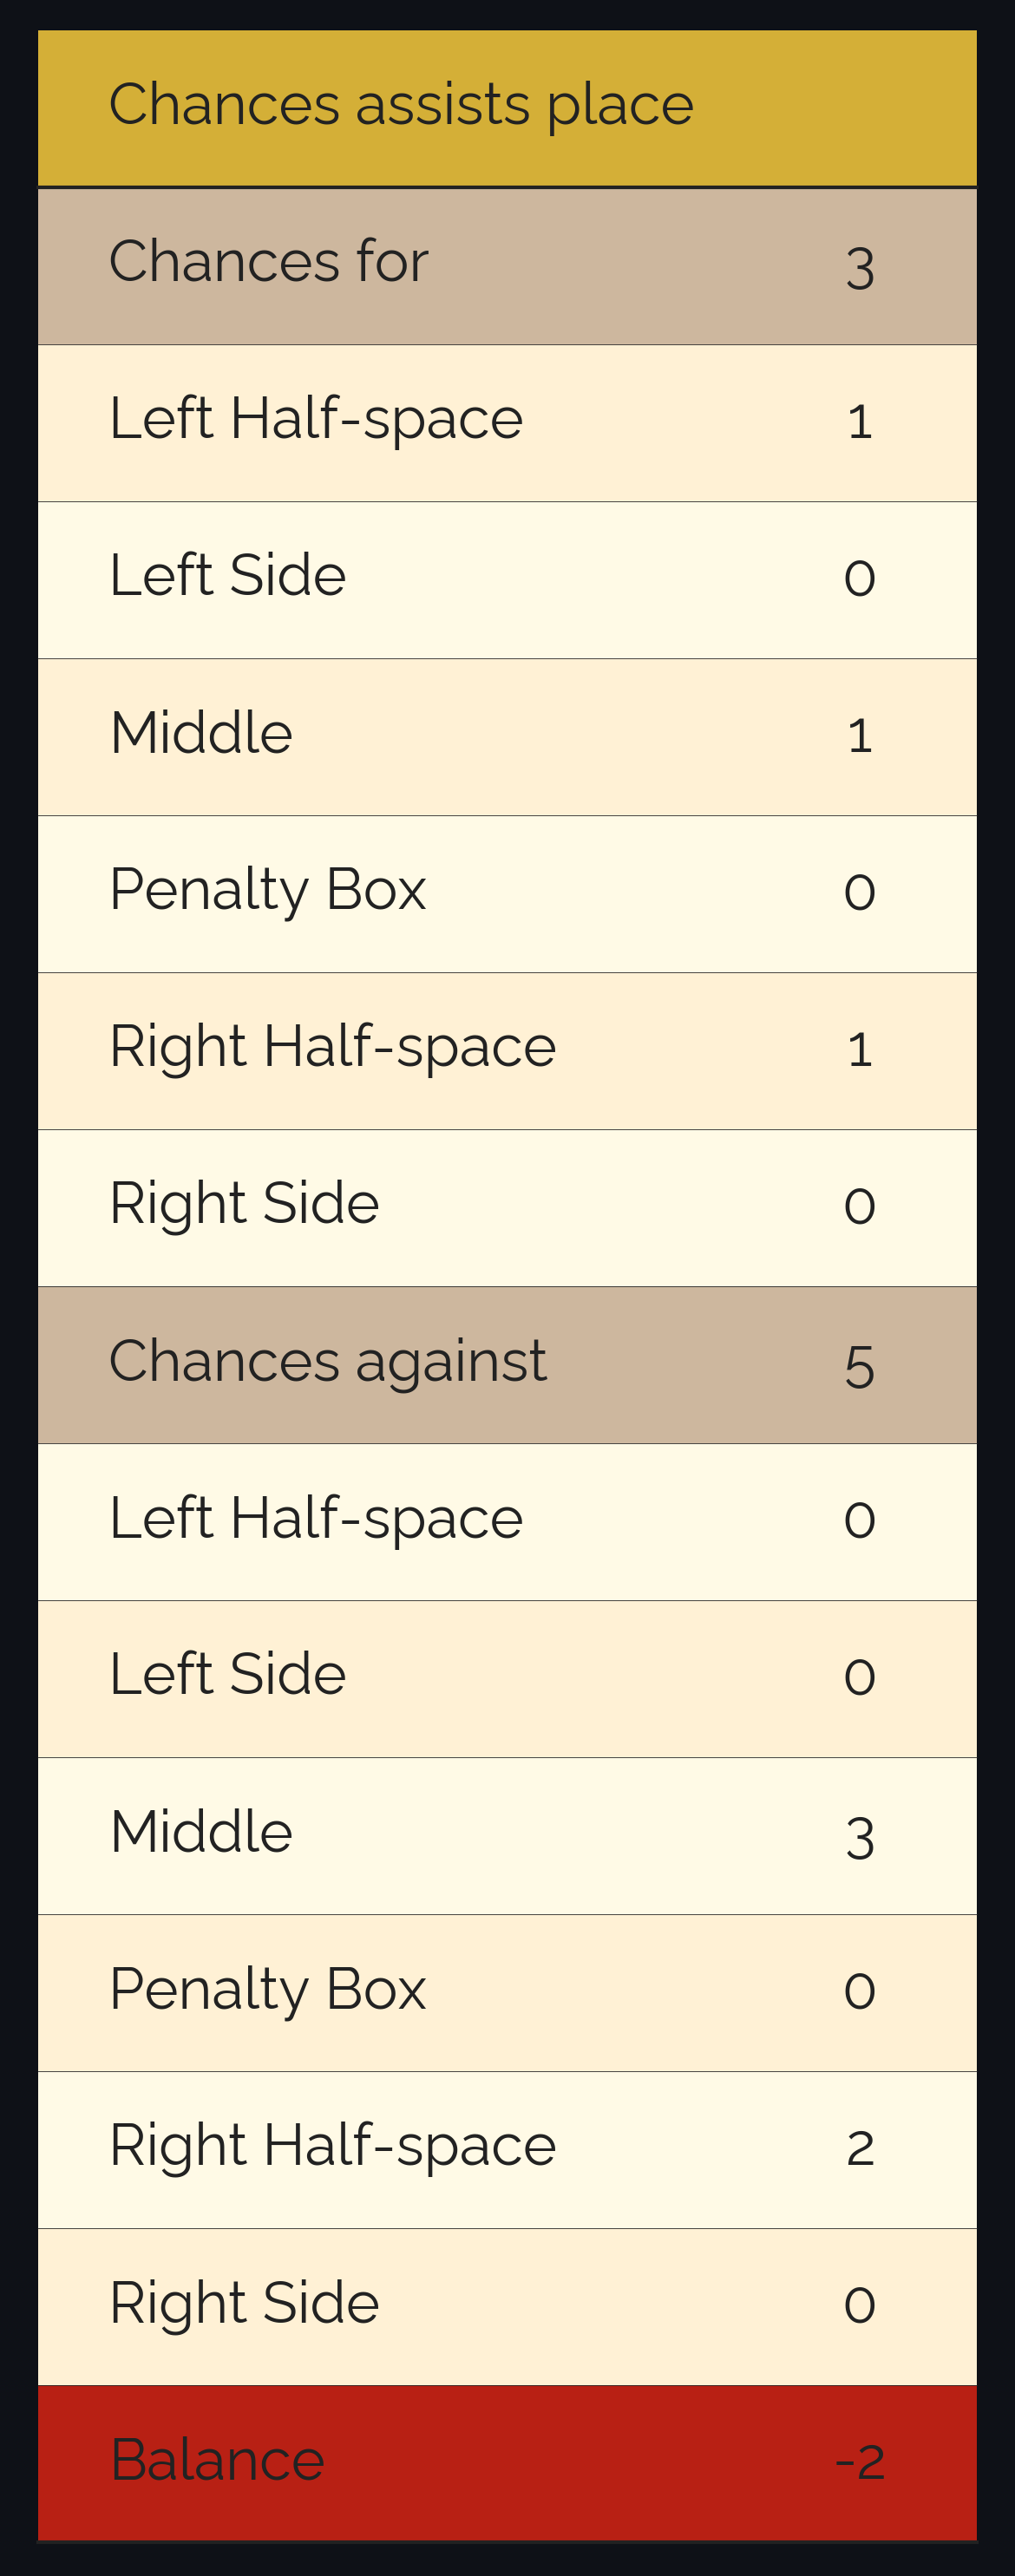 Chances assists place
Chances for 3
Left Half-space 1
Left Side 0
Middle 1
Penalty Box 0
Right Half-space 1
Right Side 0
Chances against 5
Left Half-space 0
Left Side 0
Middle 3
Penalty Box 0
Right Half-space 2
Right Side 0
Balance -2